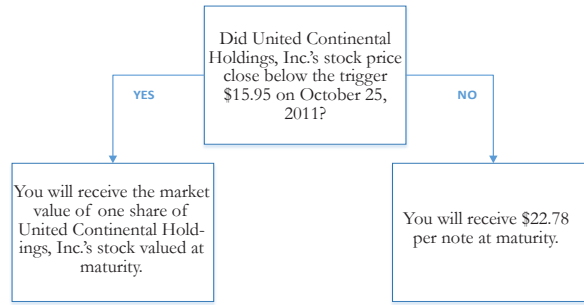 Did United Continental
Holdings, Inc.'s stock price
close below the trigger
$15.95 on October 25,
2011?
YES
NO
You will receive the market
value of one share of
United Continental Hold-
ings, Inc.'s stock valued at
maturity.
You will receive $22.78
per note at maturity.